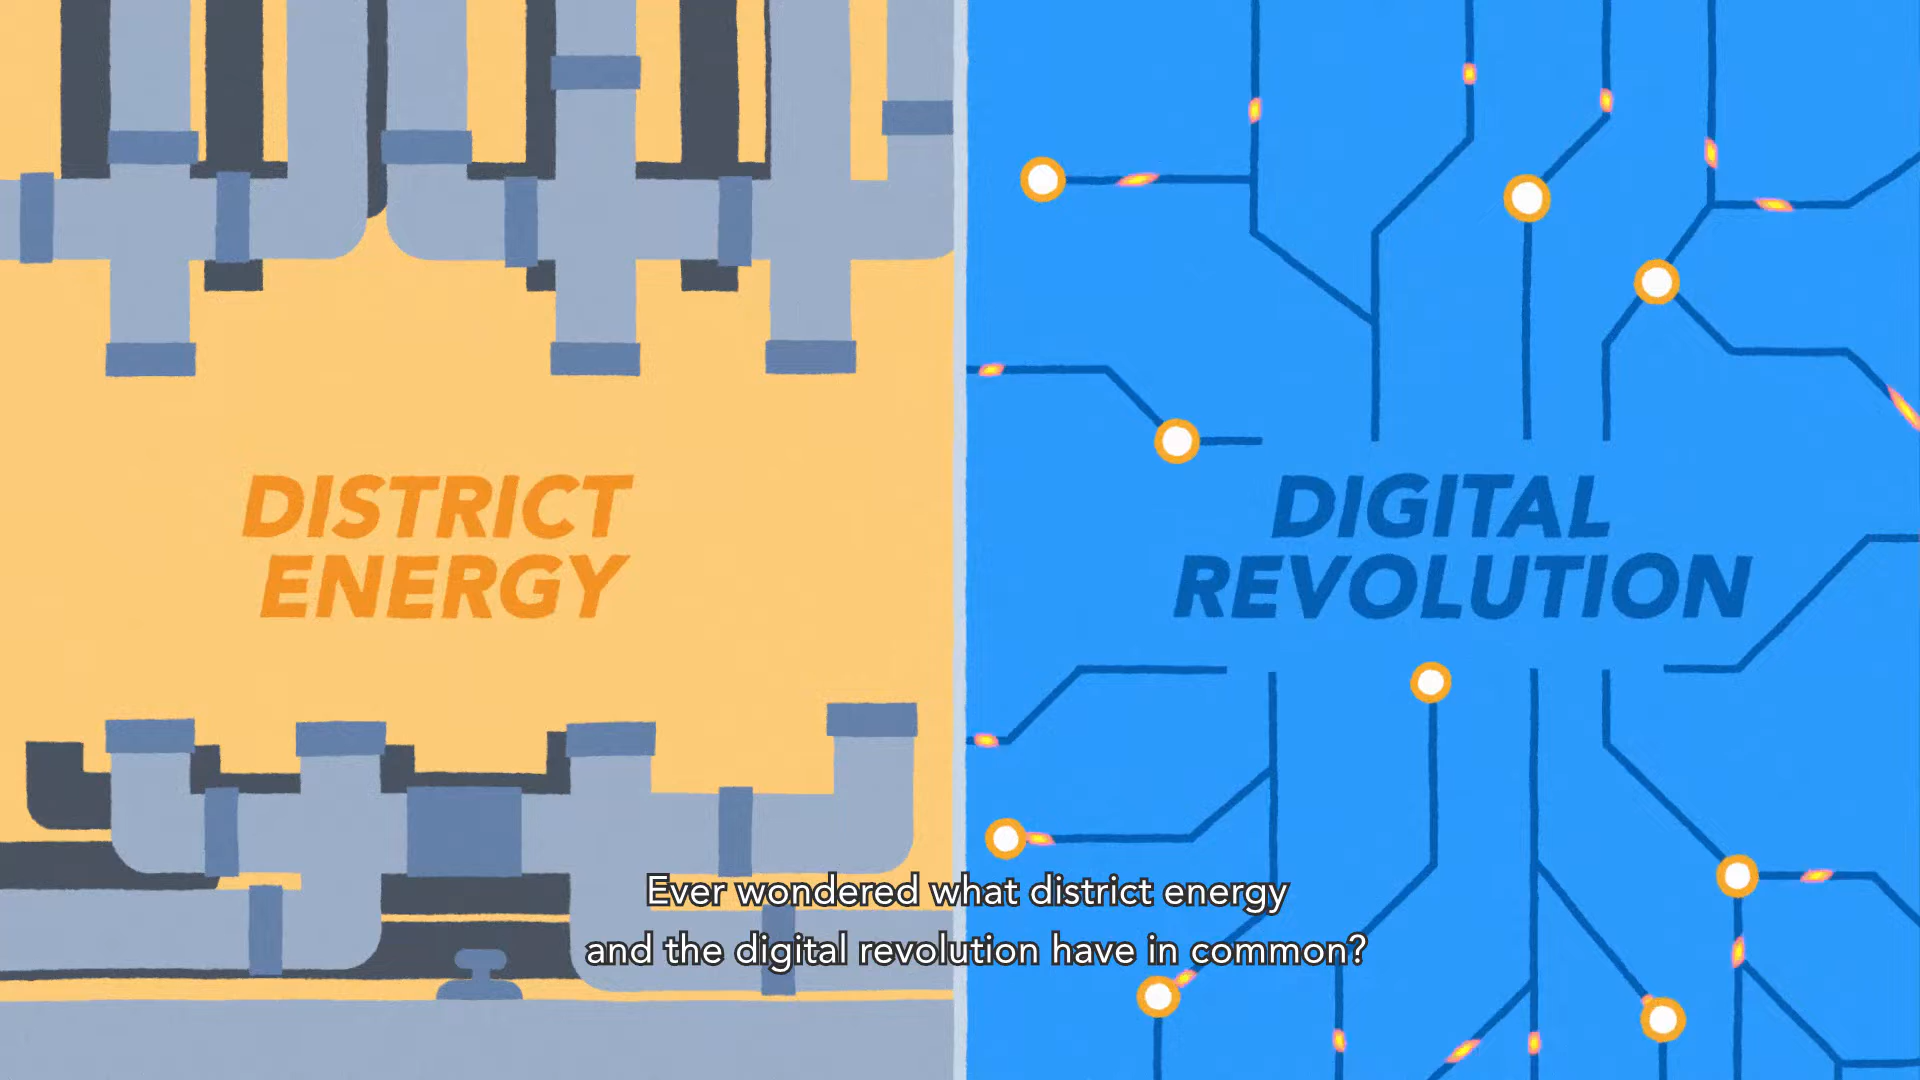 DISTRICT
ENERGY
DIGITAL
REVOLUTION
Ever wondered what district energy
and the digital revolution have in common?